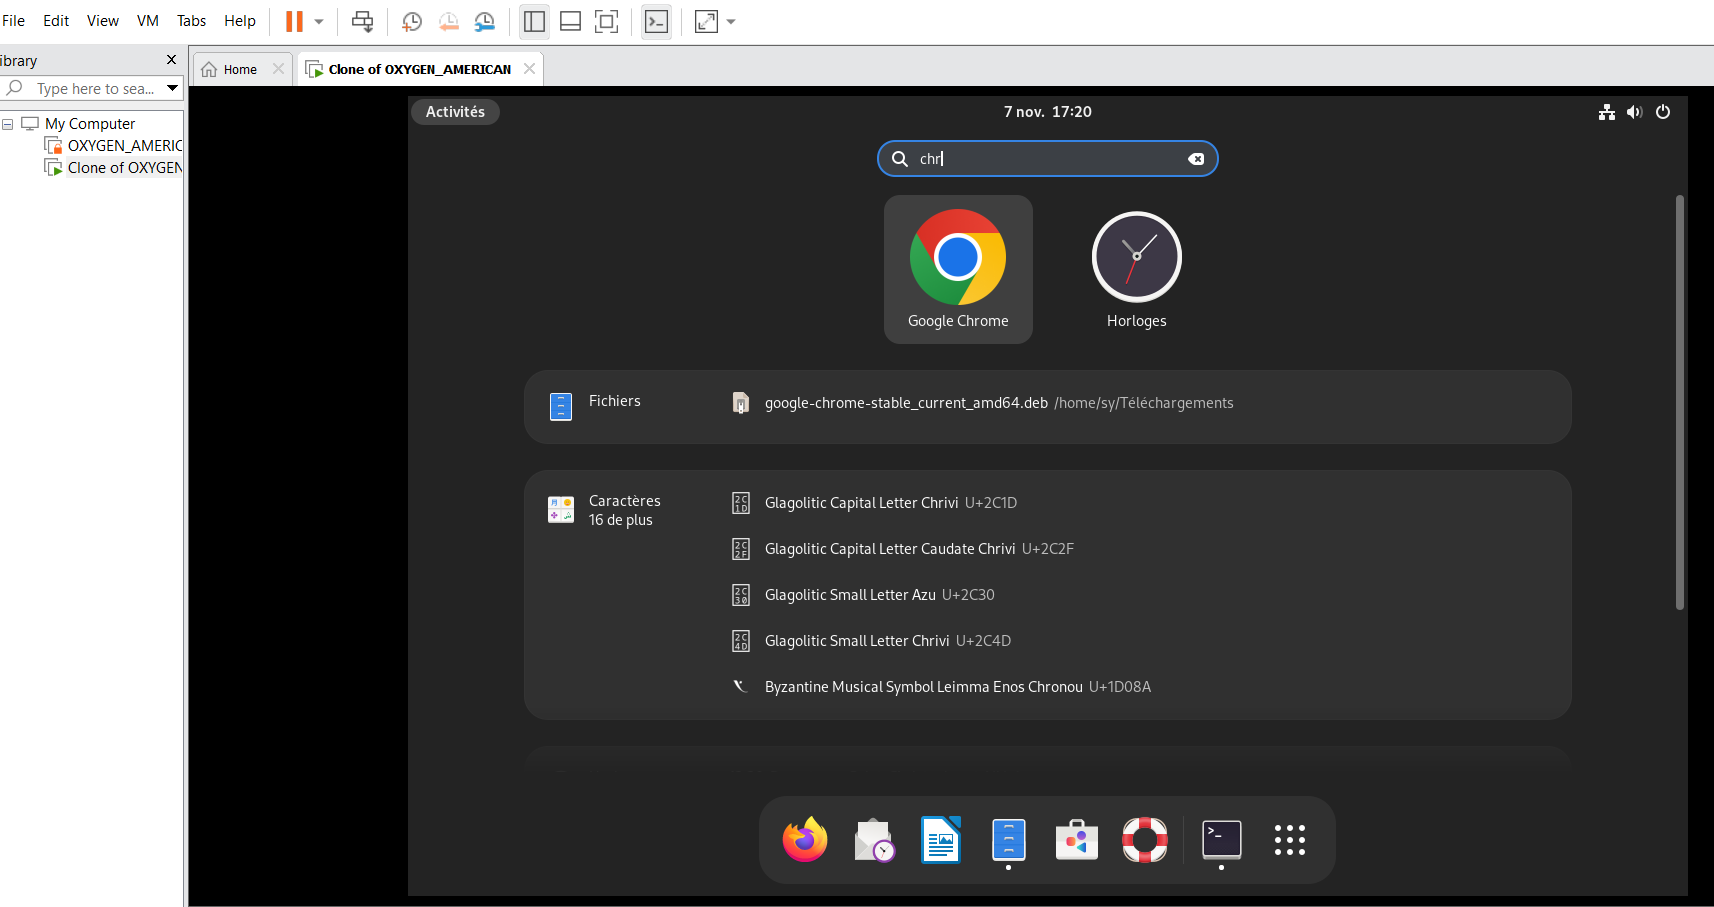 File Edit View VM Tabs Help
ibrary
Type here to sea...
My Computer
OXYGEN_AMERIC
Clone of OXYGEN
Home
Clone of OXYGEN_AMERICAN
Activités
7 nov. 17:20
chr
Google Chrome
Horloges
Fichiers
google-chrome-stable_current_amd64.deb /home/sy/Téléchargements
Caractères
16 de plus
Glagolitic Capital Letter Chrivi U+2C1D
Glagolitic Capital Letter Caudate Chrivi U+2C2F
Glagolitic Small Letter Azu U+2C30
Glagolitic Small Letter Chrivi U+2C4D
Byzantine Musical Symbol Leimma Enos Chronou U+1D08A